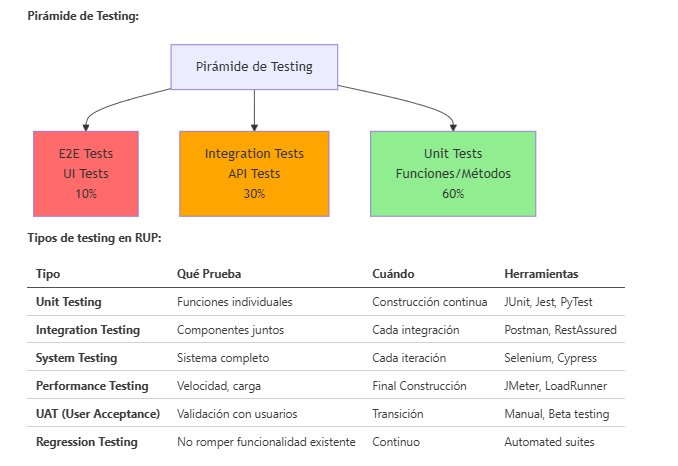 Pirámide de Testing:
Pirámide de Testing
E2E Tests
UI Tests
10%
Integration Tests
API Tests
30%
Unit Tests
Funciones/Métodos
60%
Tipos de testing en RUP:
Tipo Qué Prueba Cuándo Herramientas
Unit Testing Funciones individuales Construcción continua JUnit, Jest, PyTest
Integration Testing Componentes juntos Cada integración Postman, RestAssured
System Testing Sistema completo Cada iteración Selenium, Cypress
Performance Testing Velocidad, carga Final Construcción JMeter, LoadRunner
UAT (User Acceptance) Validación con usuarios Transición Manual, Beta testing
Regression Testing No romper funcionalidad existente Continuo Automated suites